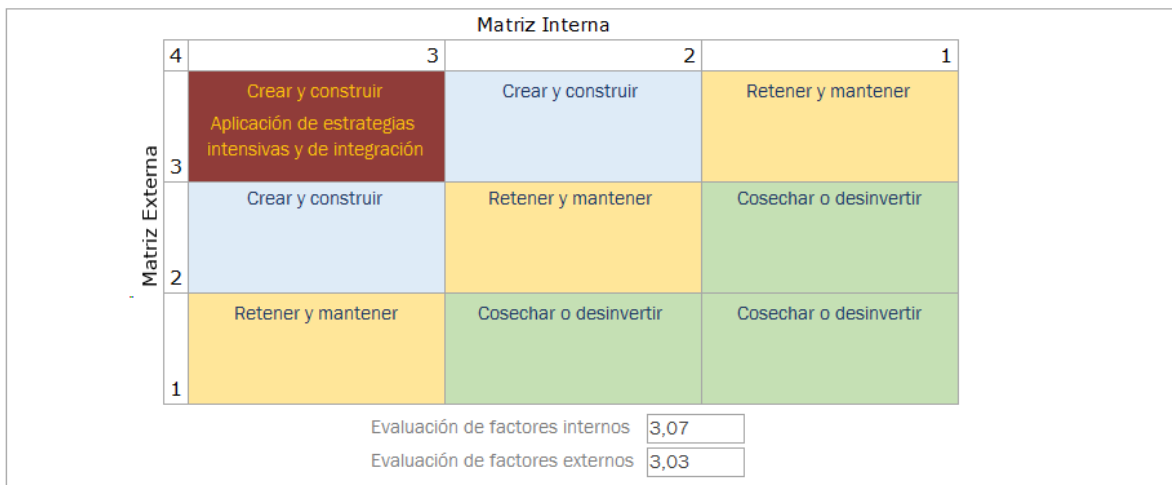 Matriz Interna
4 3 2 1
Crear y construir Crear y construir Retener y mantener
Aplicación de estrategias
intensivas y de integración
3
Matriz Externa
Crear y construir Retener y mantener Cosechar o desinvertir
2
Retener y mantener Cosechar o desinvertir Cosechar o desinvertir
1
Evaluación de factores internos 3,07
Evaluación de factores externos 3,03